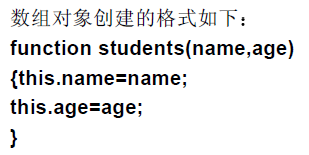 数组对象创建的格式如下：
function students(name,age)
{this.name=name;
this.age=age;
}